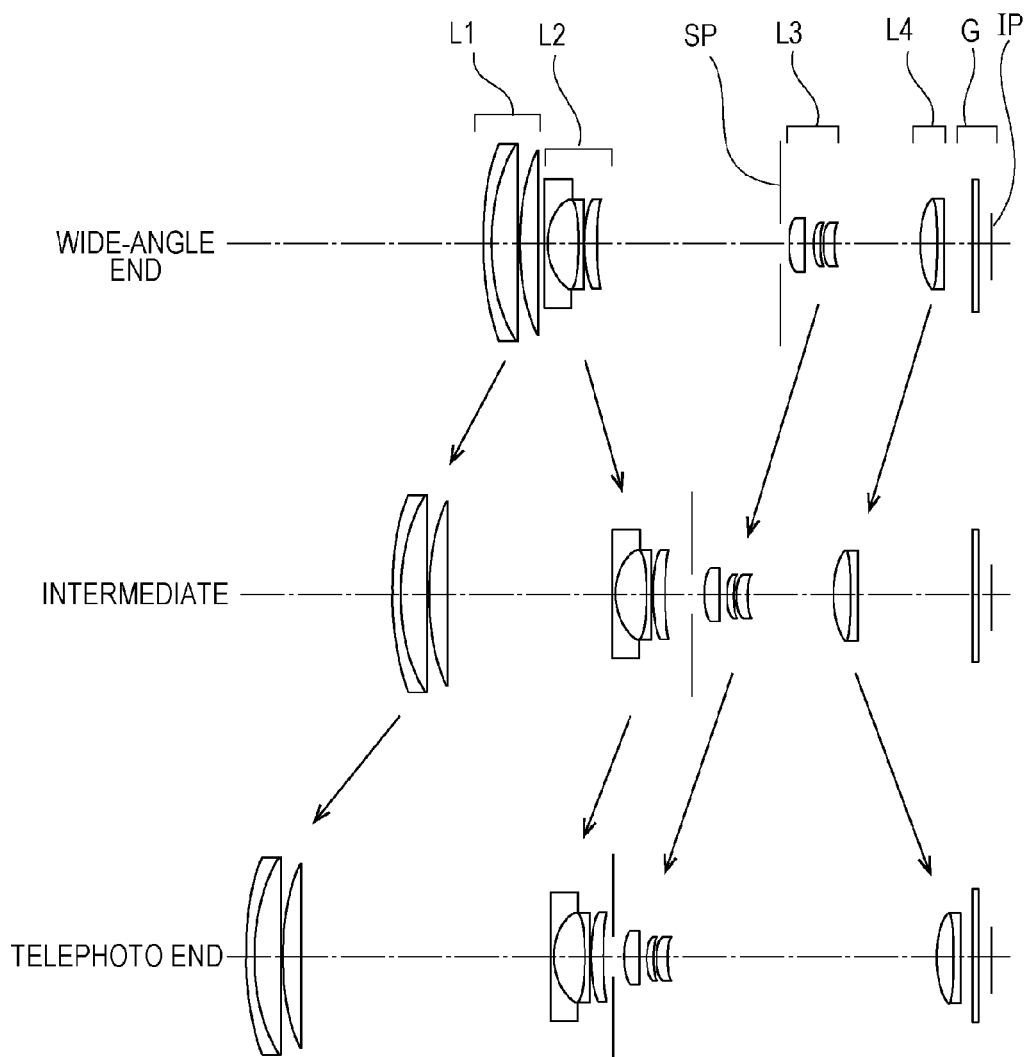 L1 L2 SP L3 L4 G IP
WIDE-ANGLE
END
INTERMEDIATE
TELEPHOTO END